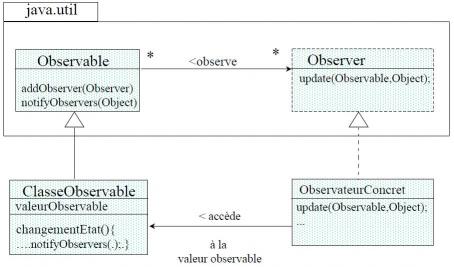 java.util
Observable
addObserver(Observer)
notifyObservers(Object)
*
<observe
*
Observer
update(Observable,Object);
ClasseObservable
valeurObservable
changementEtat(){
....notifyObservers(.);.}
< accède
à la
valeur observable
ObservateurConcret
update(Observable,Object);
...